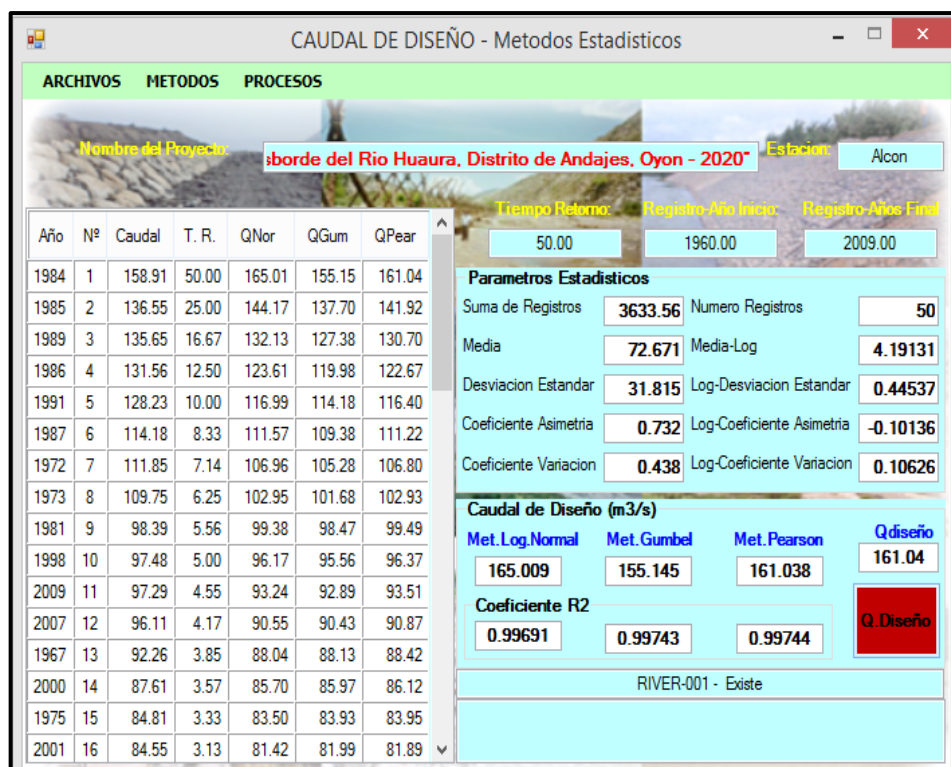 CAUDAL DE DISEÑO - Metodos Estadisticos
ARCHIVOS METODOS PROCESOS
Nombre del Proyecto: sborde del Rio Huaura, Distrito de Andajes, Oyon - 2020" Estacion: Alcon
Tiempo Retorno: Registro-Año Inicio: Registro-Años Final
50.00 1960.00 2009.00
Año Nº Caudal T. R. QNor QGum QPear
1984 1 158.91 50.00 165.01 155.15 161.04
1985 2 136.55 25.00 144.17 137.70 141.92
1989 3 135.65 16.67 132.13 127.38 130.70
1986 4 131.56 12.50 123.61 119.98 122.67
1991 5 128.23 10.00 116.99 114.18 116.40
1987 6 114.18 8.33 111.57 109.38 111.22
1972 7 111.85 7.14 106.96 105.28 106.80
1973 8 109.75 6.25 102.95 101.68 102.93
1981 9 98.39 5.56 99.38 98.47 99.49
1998 10 97.48 5.00 96.17 95.56 96.37
2009 11 97.29 4.55 93.24 92.89 93.51
2007 12 96.11 4.17 90.55 90.43 90.87
1967 13 92.26 3.85 88.04 88.13 88.42
2000 14 87.61 3.57 85.70 85.97 86.12
1975 15 84.81 3.33 83.50 83.93 83.95
2001 16 84.55 3.13 81.42 81.99 81.89
Parametros Estadisticos
Suma de Registros 3633.56 Numero Registros 50
Media 72.671 Media-Log 4.19131
Desviacion Estandar 31.815 Log-Desviacion Estandar 0.44537
Coeficiente Asimetria 0.732 Log-Coeficiente Asimetria -0.10136
Coeficiente Variacion 0.438 Log-Coeficiente Variacion 0.10626
Caudal de Diseño (m3/s)
Met.Log.Normal Met.Gumbel Met.Pearson Qdiseño
165.009 155.145 161.038 161.04
Coeficiente R2
0.99691 0.99743 0.99744
Q.Diseño
RIVER-001 - Existe